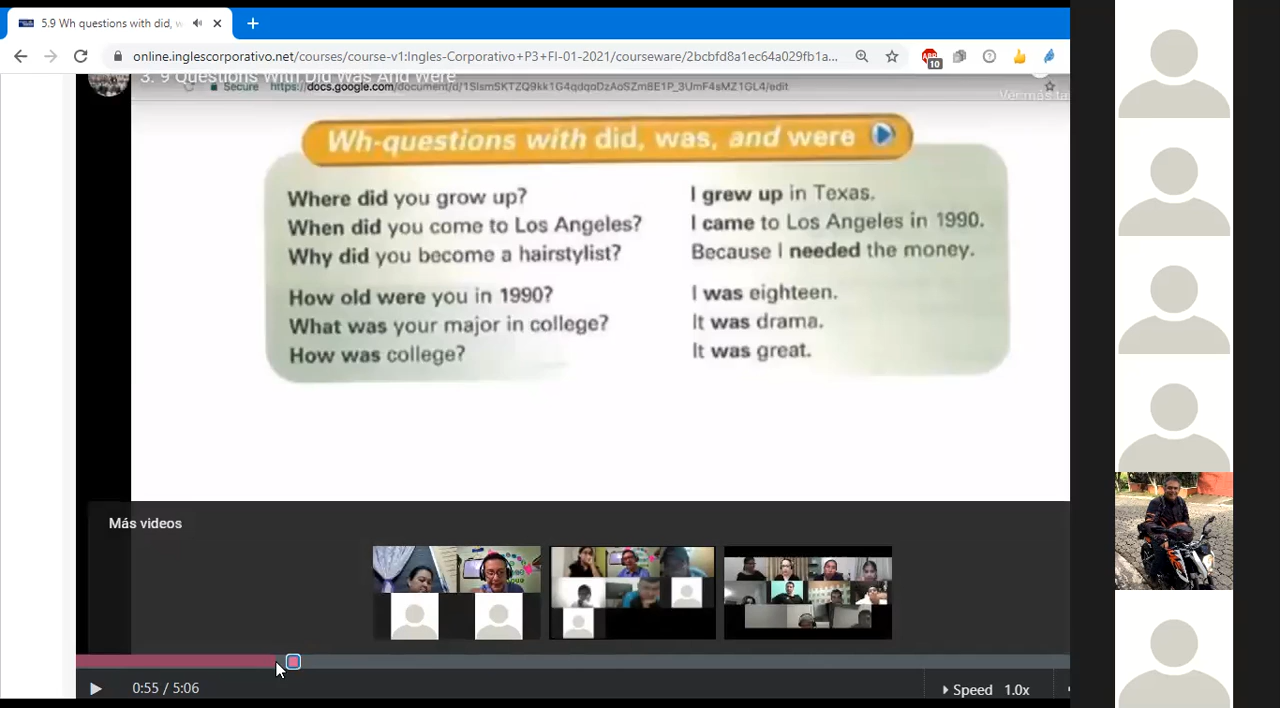 5.9 Wh questions with did, w
online.inglescorporativo.net/courses/course-v1:Ingles-Corporativo+P3+FI-01-2021/courseware/2bcbfd8a1ec64a029fb1a...
10
3. 9 Questions With Did Was And Were
Secure
Ver más
Wh-questions with did, was, and were
Where did you grow up?
I grew up in Texas.
When did you come to Los Angeles?
I came to Los Angeles in 1990.
Why did you become a hairstylist?
Because I needed the money.
How old were you in 1990?
I was eighteen.
What was your major in college?
It was drama.
How was college?
It was great.
Más videos
0:55 / 5:06
Speed 1.0x